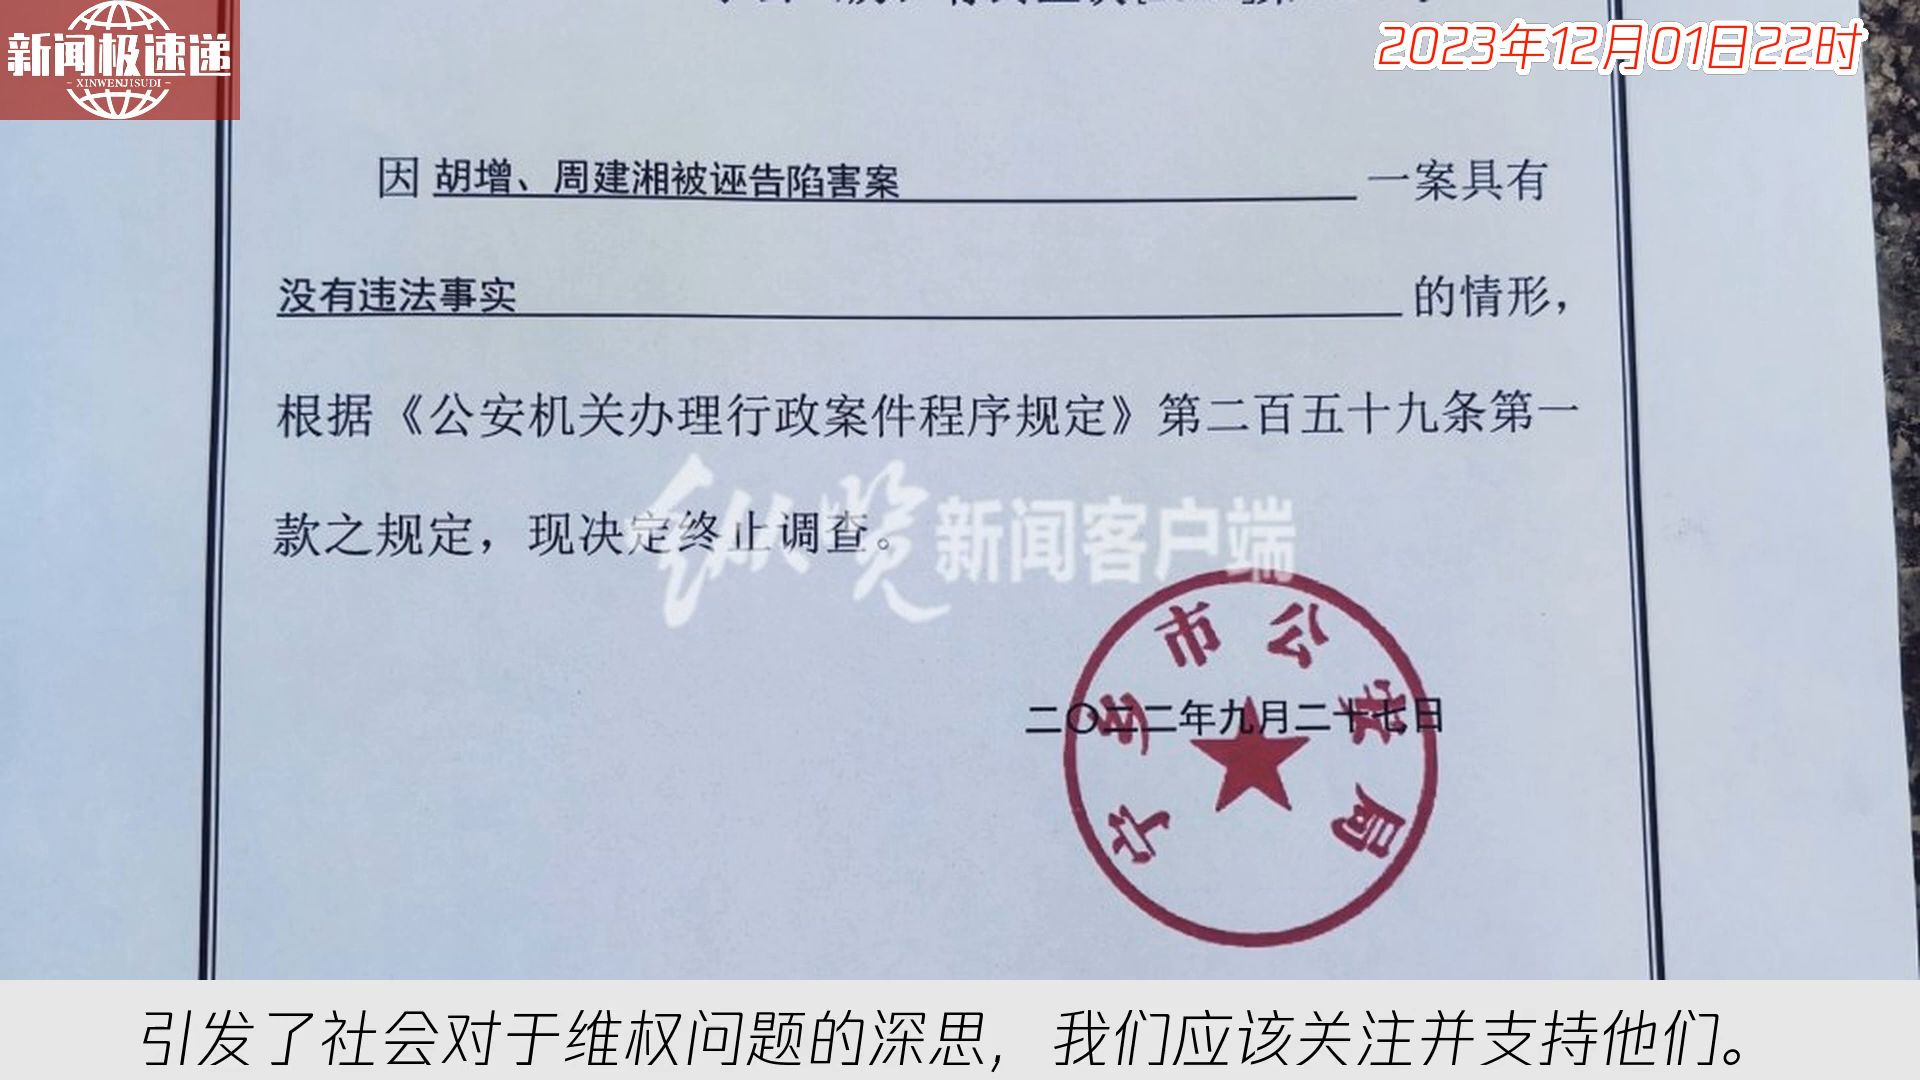 新闻极速递
XINWENJISUDI
2023年12月01日22时
因 胡增、周建湘被诬告陷害案 一案具有
没有违法事实 的情形，
根据《公安机关办理行政案件程序规定》第二百五十九条第一
款之规定，现决定终止调查。
纵览新闻客户端
宁乡市公安局
二〇二二年九月二十七日
引发了社会对于维权问题的深思，我们应该关注并支持他们。